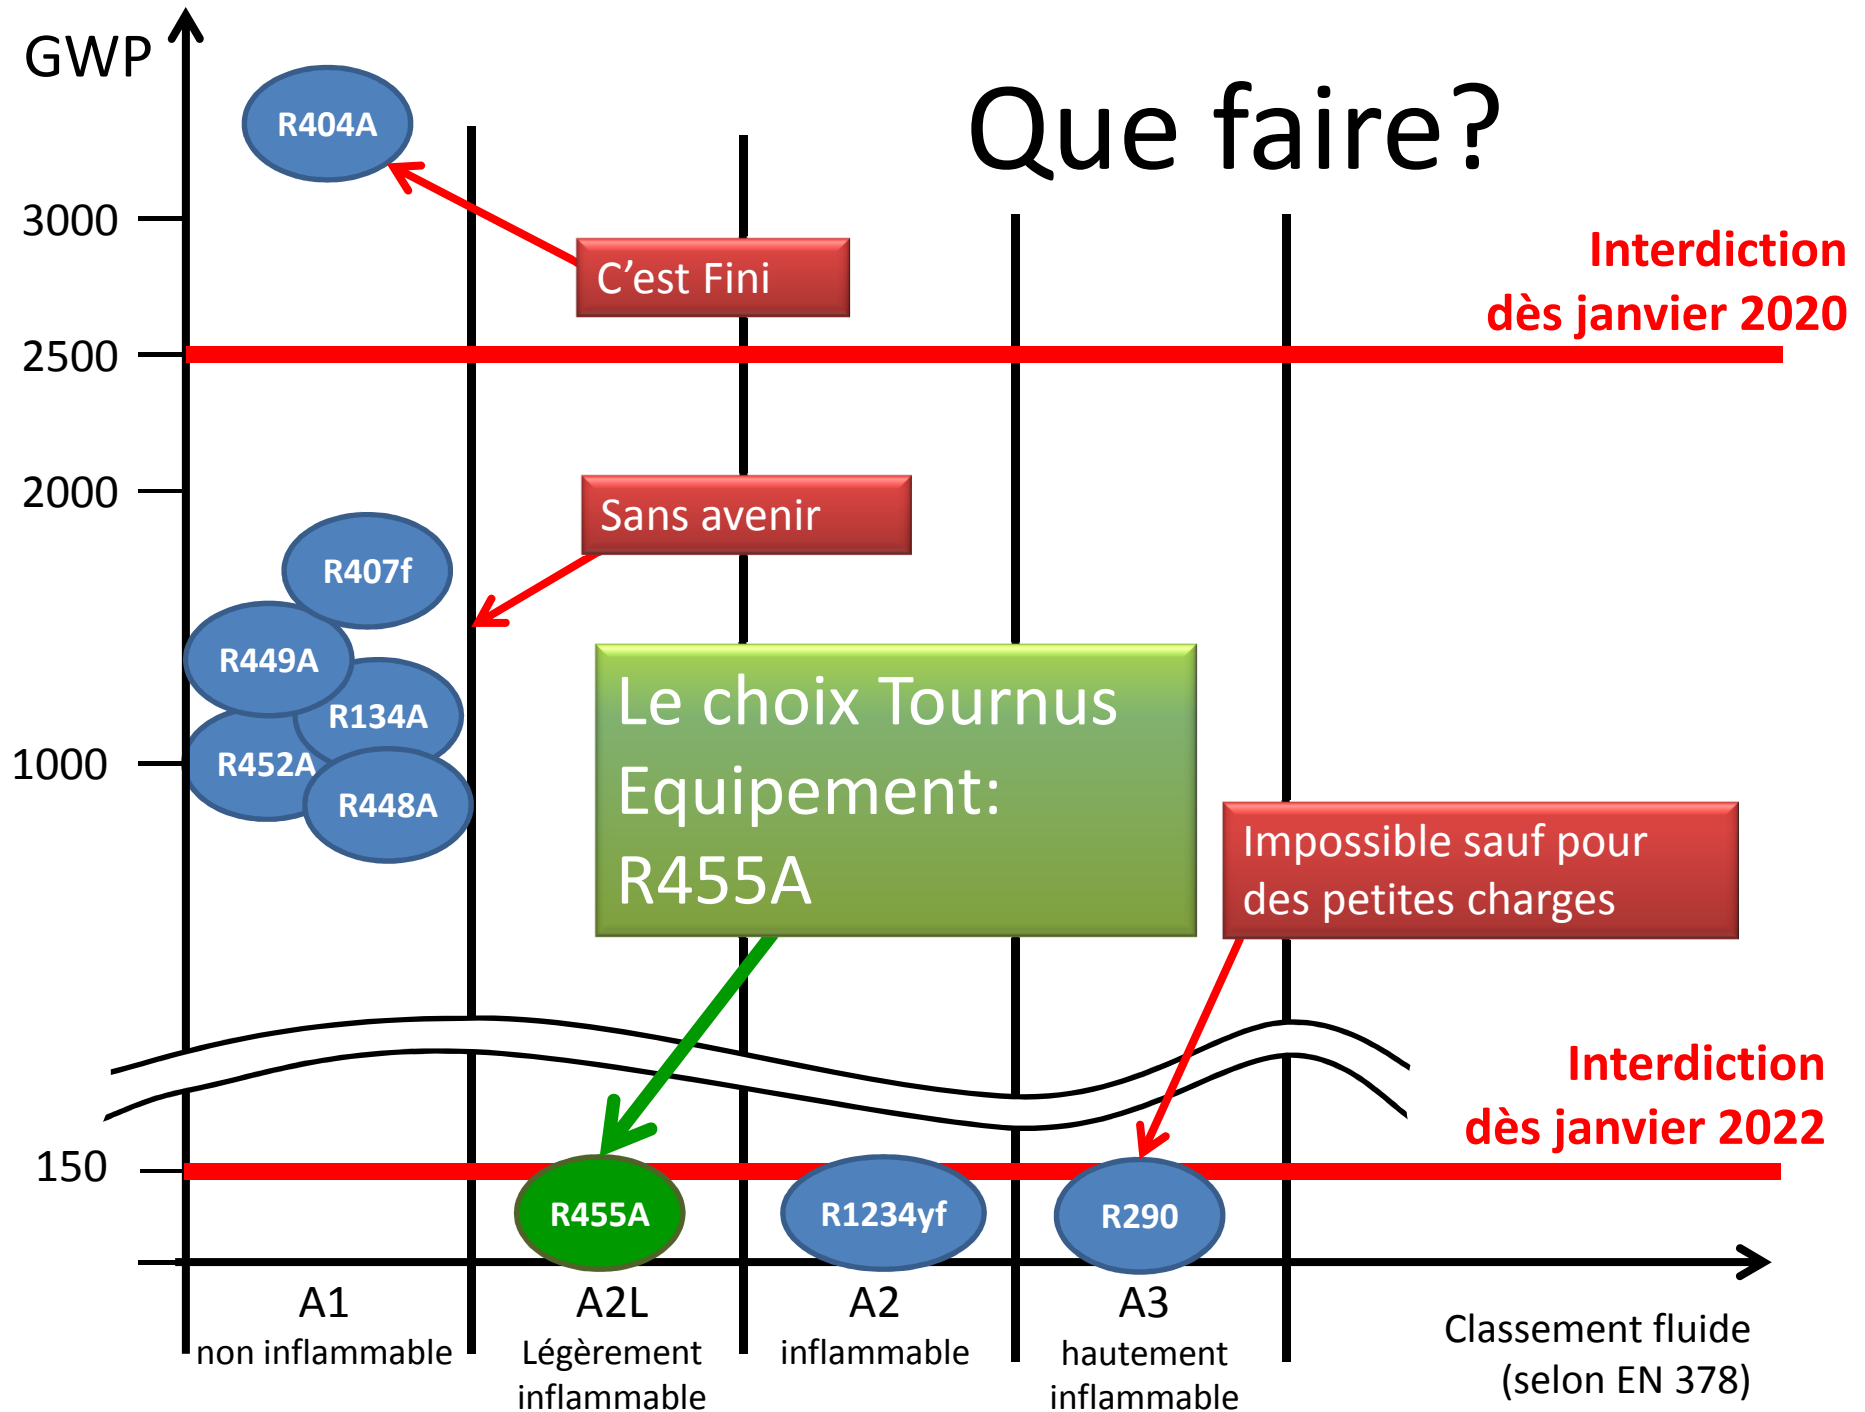 GWP
Que faire?
R404A
3000
C'est Fini
Interdiction
dès janvier 2020
2500
2000
Sans avenir
R407f
R449A
R134A
R452A
R448A
1000
Le choix Tournus
Equipement:
R455A
Impossible sauf pour
des petites charges
Interdiction
dès janvier 2022
150
R455A
R1234yf
R290
A1
non inflammable
A2L
Légèrement
inflammable
A2
inflammable
A3
hautement
inflammable
Classement fluide
(selon EN 378)